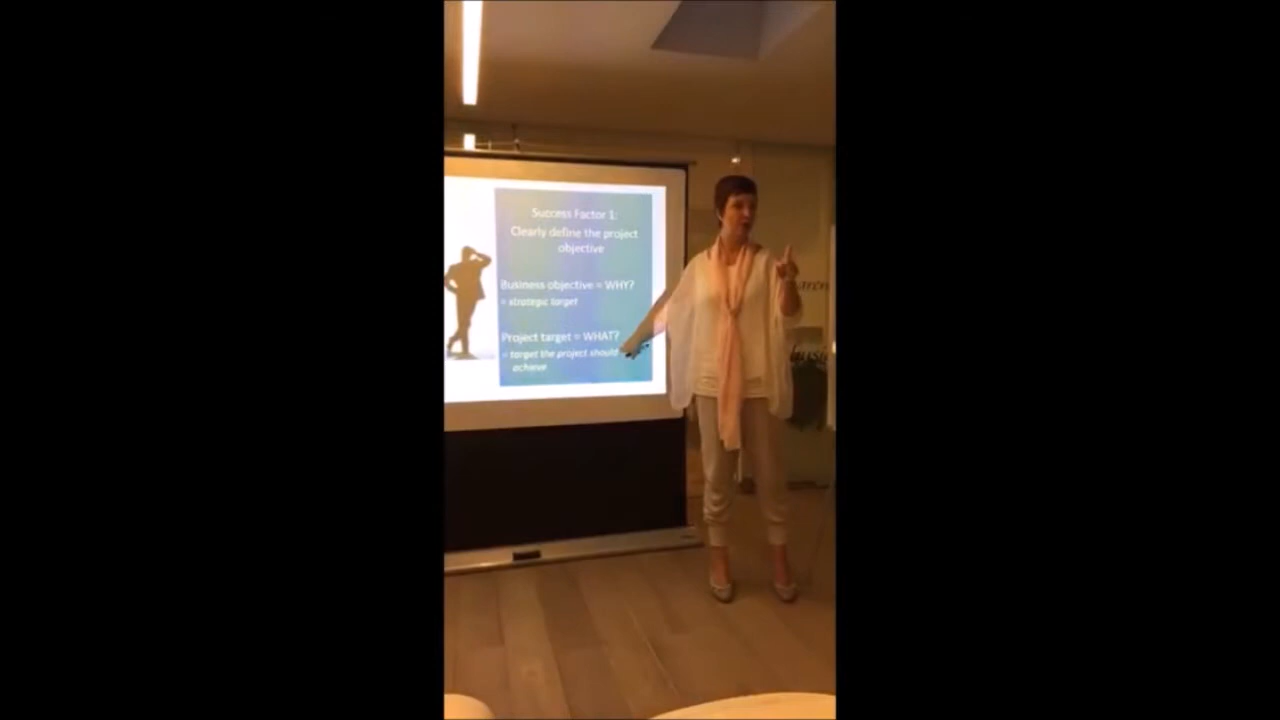 Success Factor 1:
Clearly define the project
objective
Business objective = WHY?
= strategic target
Project target = WHAT?
= target the project should
achieve